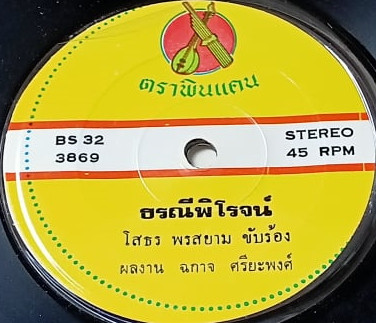 ตราพิณแคน
BS 32
3869
STEREO
45 RPM
ธรณีพิโรจน์
โสธร พรสยาม ขับร้อง
ผลงาน ฉกาจ ศรียะพงศ์